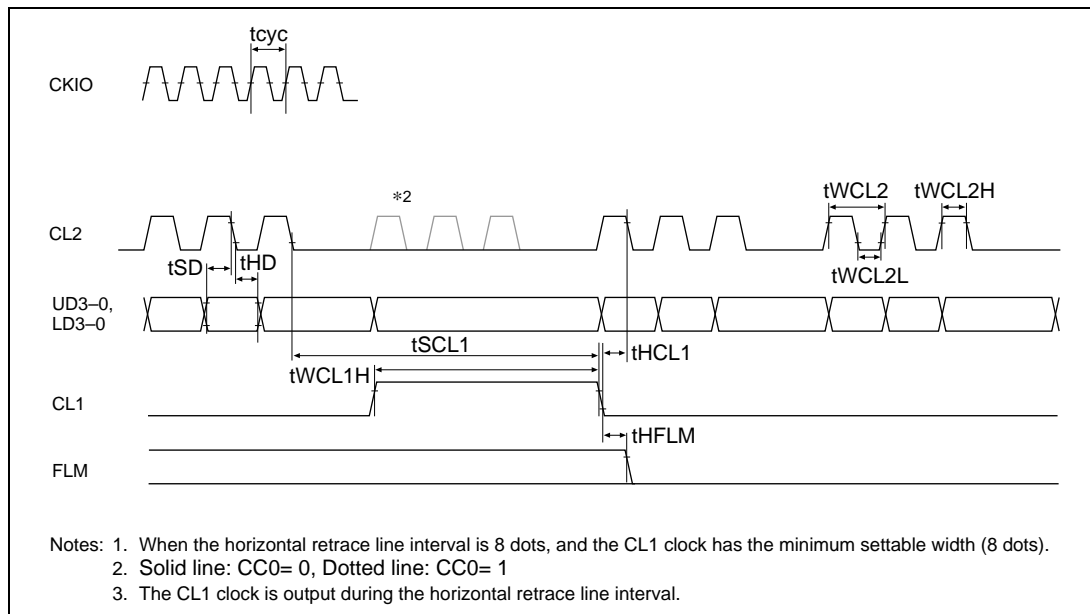 tcyc
CKIO
*2
tWCL2 tWCL2H
CL2
tSD tHD
tWCL2L
UD3–0,
LD3–0
tSCL1
tHCL1
tWCL1H
CL1
tHFLM
FLM
Notes: 1. When the horizontal retrace line interval is 8 dots, and the CL1 clock has the minimum settable width (8 dots).
2. Solid line: CC0= 0, Dotted line: CC0= 1
3. The CL1 clock is output during the horizontal retrace line interval.